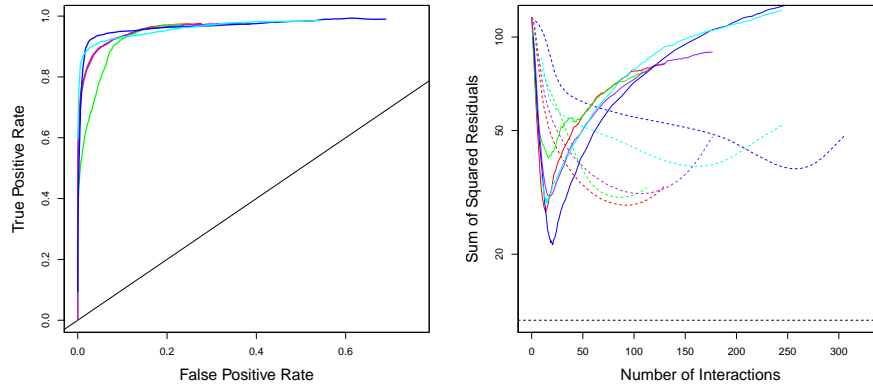 True Positive Rate
1.0
0.8
0.6
0.4
0.2
0.0
0.0 0.2 0.4 0.6
False Positive Rate
Sum of Squared Residuals
100
50
20
0 50 100 150 200 250 300
Number of Interactions